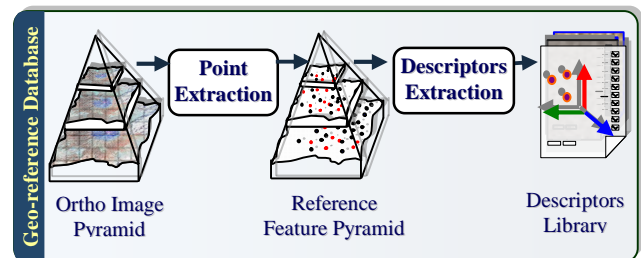 Geo-reference Database
Point
Extraction
Descriptors
Extraction
Ortho Image
Pyramid
Reference
Feature Pyramid
Descriptors
Library